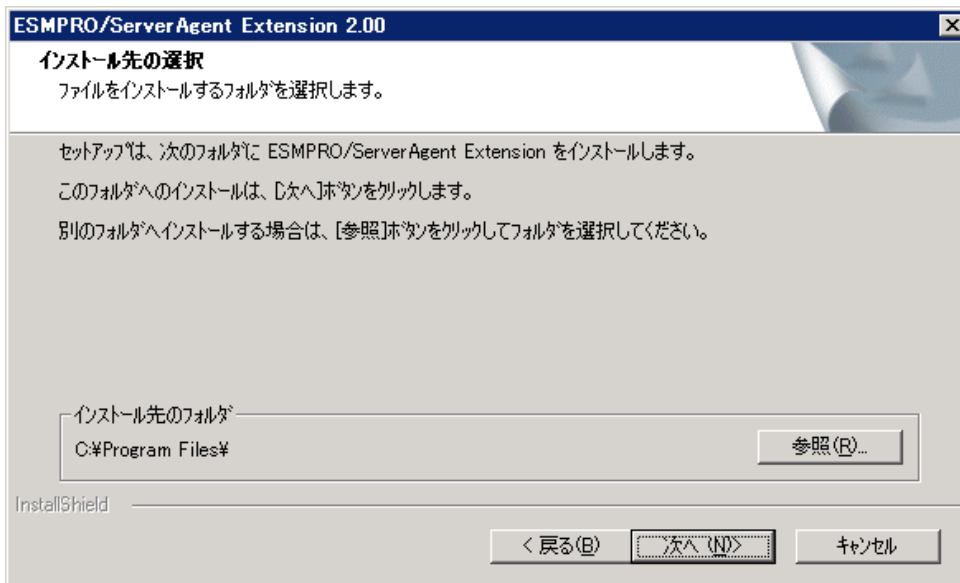 ESMPRO/ServerAgent Extension 2.00
インストール先の選択
ファイルをインストールするフォルダを選択します。
セットアップは、次のフォルダに ESMPRO/ServerAgent Extension をインストールします。
このフォルダへのインストールは、[次へ]ボタンをクリックします。
別のフォルダへインストールする場合は、[参照]ボタンをクリックしてフォルダを選択してください。
インストール先のフォルダ
C:¥Program Files¥
参照(R)...
InstallShield
< 戻る(B)
次へ (N)>
キャンセル